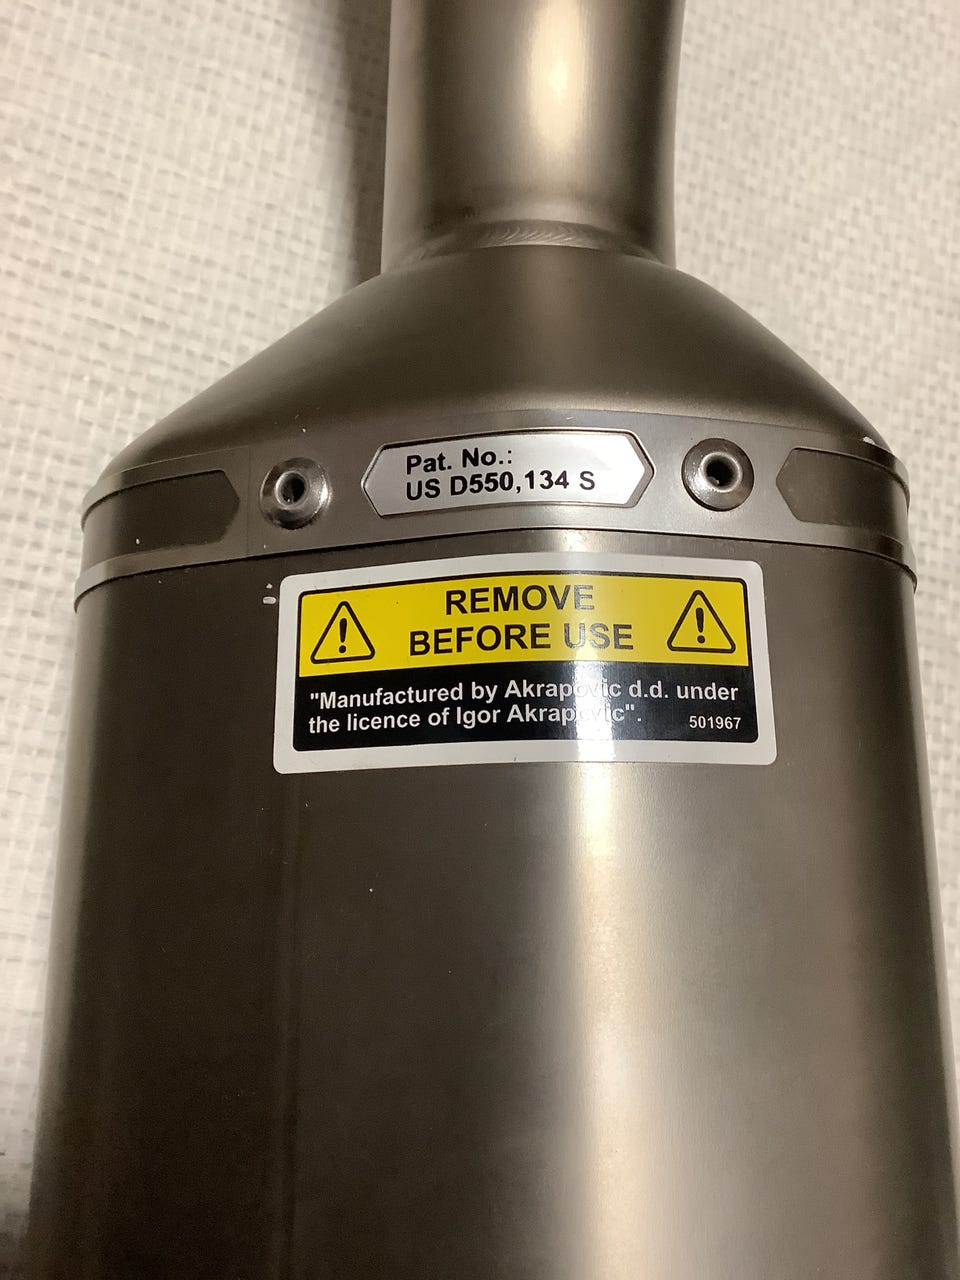 Pat. No.:
US D550,134 S
REMOVE
BEFORE USE
"Manufactured by Akrapovic d.d. under
the licence of Igor Akrapovic".
501967